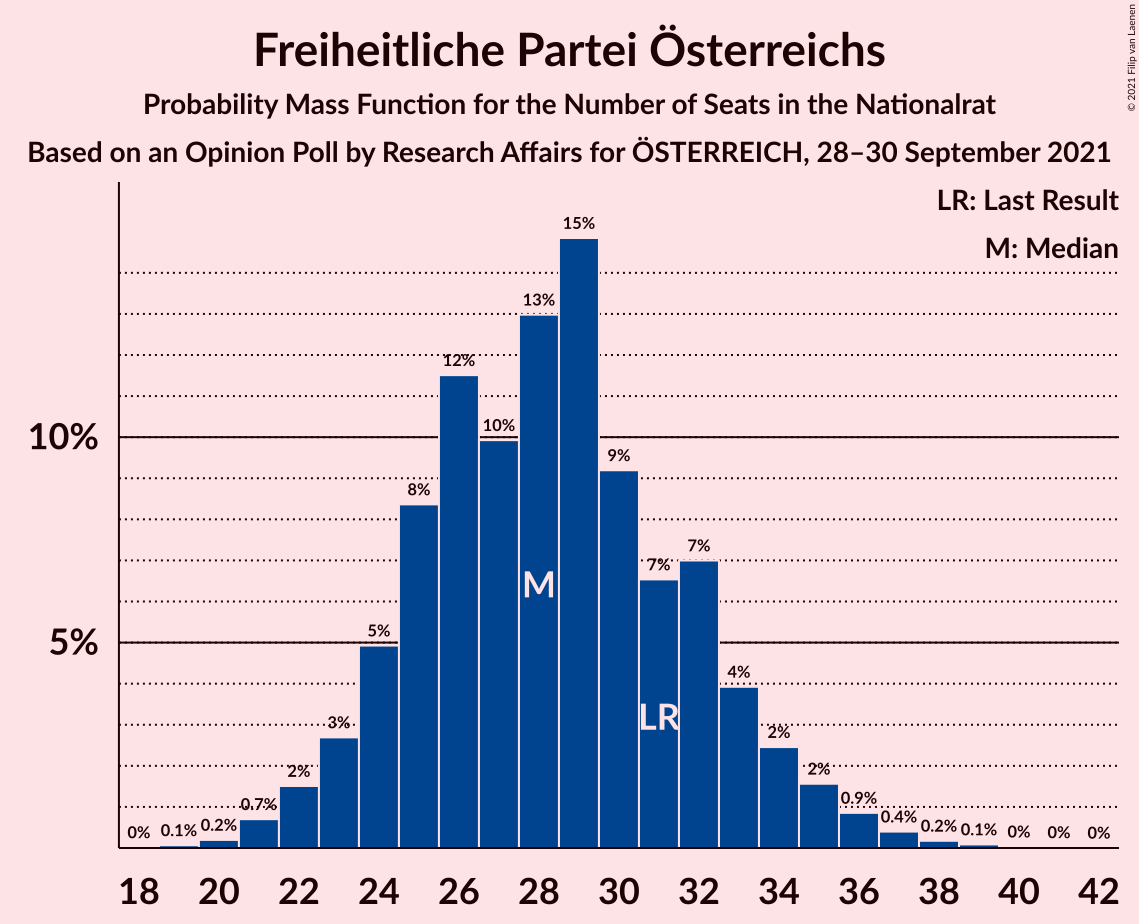 Freiheitliche Partei Österreichs
Probability Mass Function for the Number of Seats in the Nationalrat
Based on an Opinion Poll by Research Affairs for ÖSTERREICH, 28–30 September 2021
© 2021 Filip van Laenen
LR: Last Result
M: Median
10%
5%
0% 0.1% 0.2% 0.7% 2% 3% 5% 8% 12% 10% 13% 15% 9% 7% 7% 4% 2% 2% 0.9% 0.4% 0.2% 0.1% 0% 0% 0%
M
LR
18 20 22 24 26 28 30 32 34 36 38 40 42